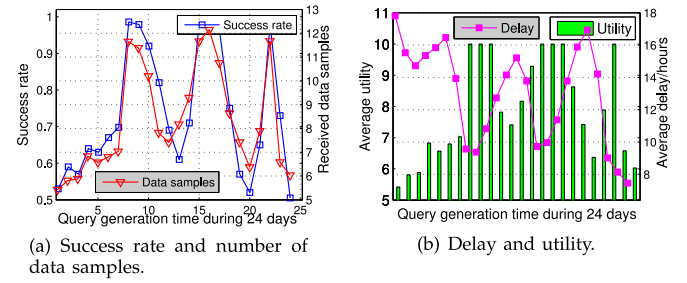 1
0.9
0.8
0.7
0.6
0.5
Success rate
13
12
11
10
9
8
7
6
5
Received data samples
Success rate
Data samples
5
10
15
20
25
Query generation time during 24 days
(a) Success rate and number of
data samples.
11
10
9
8
7
6
5
Average utility
18
16
14
12
10
8
Average delay/hours
Delay
Utility
Query generation time during 24 days
(b) Delay and utility.